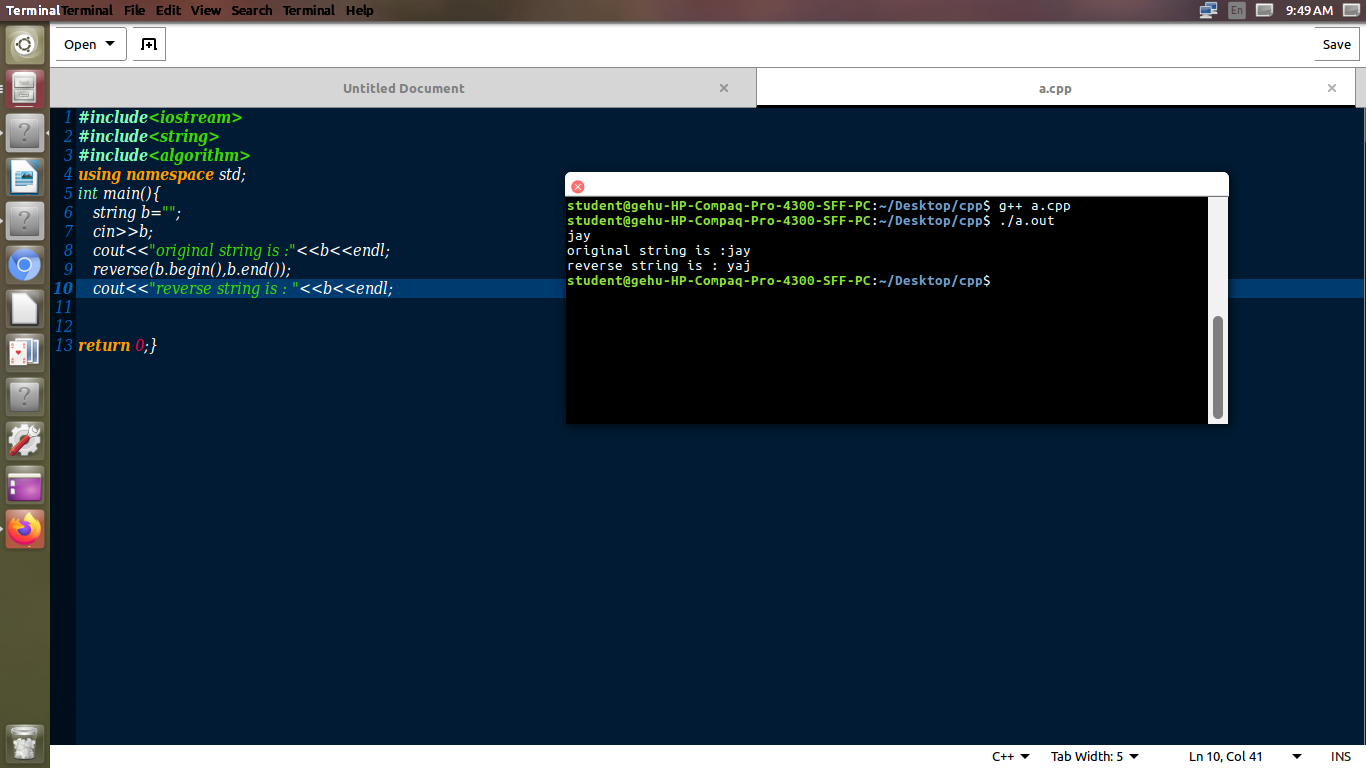 TerminalTerminal File Edit View Search Terminal Help En 9:49 AM
Open Save
Untitled Document a.cpp
1 #include<iostream>
2 #include<string>
3 #include<algorithm>
4 using namespace std;
5 int main(){
6 string b="";
7 cin>>b;
8 cout<<"original string is :"<<b<<endl;
9 reverse(b.begin(),b.end());
10 cout<<"reverse string is : "<<b<<endl;
11
12
13 return 0;}
student@gehu-HP-Compaq-Pro-4300-SFF-PC:~/Desktop/cpp$ g++ a.cpp
student@gehu-HP-Compaq-Pro-4300-SFF-PC:~/Desktop/cpp$ ./a.out
jay
original string is :jay
reverse string is : yaj
student@gehu-HP-Compaq-Pro-4300-SFF-PC:~/Desktop/cpp$
C++ Tab Width: 5 Ln 10, Col 41 INS